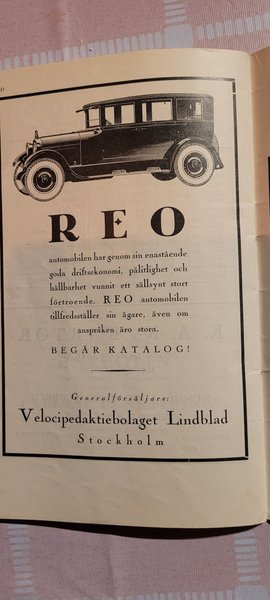 REO
automobilen har genom sin enastående
goda driftsekonomi, pålitlighet och
hållbarhet vunnit ett sällsynt stort
förtroende. REO automobilen
tillfredsställer sin ägare, även om
anspråken äro stora.
BEGÄR KATALOG!
Generalförsäljare:
Velocipedaktiebolaget Lindblad
Stockholm